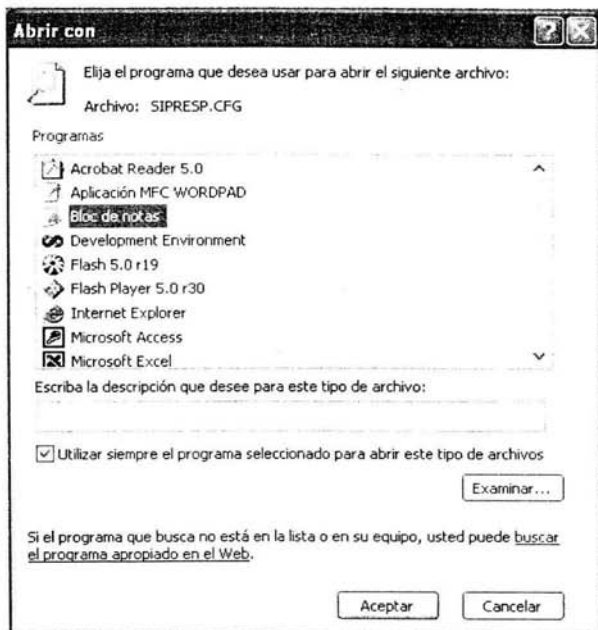 Abrir con
Elija el programa que desea usar para abrir el siguiente archivo:
Archivo: SIPRESP.CFG
Programas
Acrobat Reader 5.0
Aplicación MFC WORDPAD
Bloc de notas
Development Environment
Flash 5.0 r19
Flash Player 5.0 r30
Internet Explorer
Microsoft Access
Microsoft Excel
Escriba la descripción que desee para este tipo de archivo:
Utilizar siempre el programa seleccionado para abrir este tipo de archivos
Examinar...
Si el programa que busca no está en la lista o en su equipo, usted puede buscar
el programa apropiado en el Web.
Aceptar Cancelar